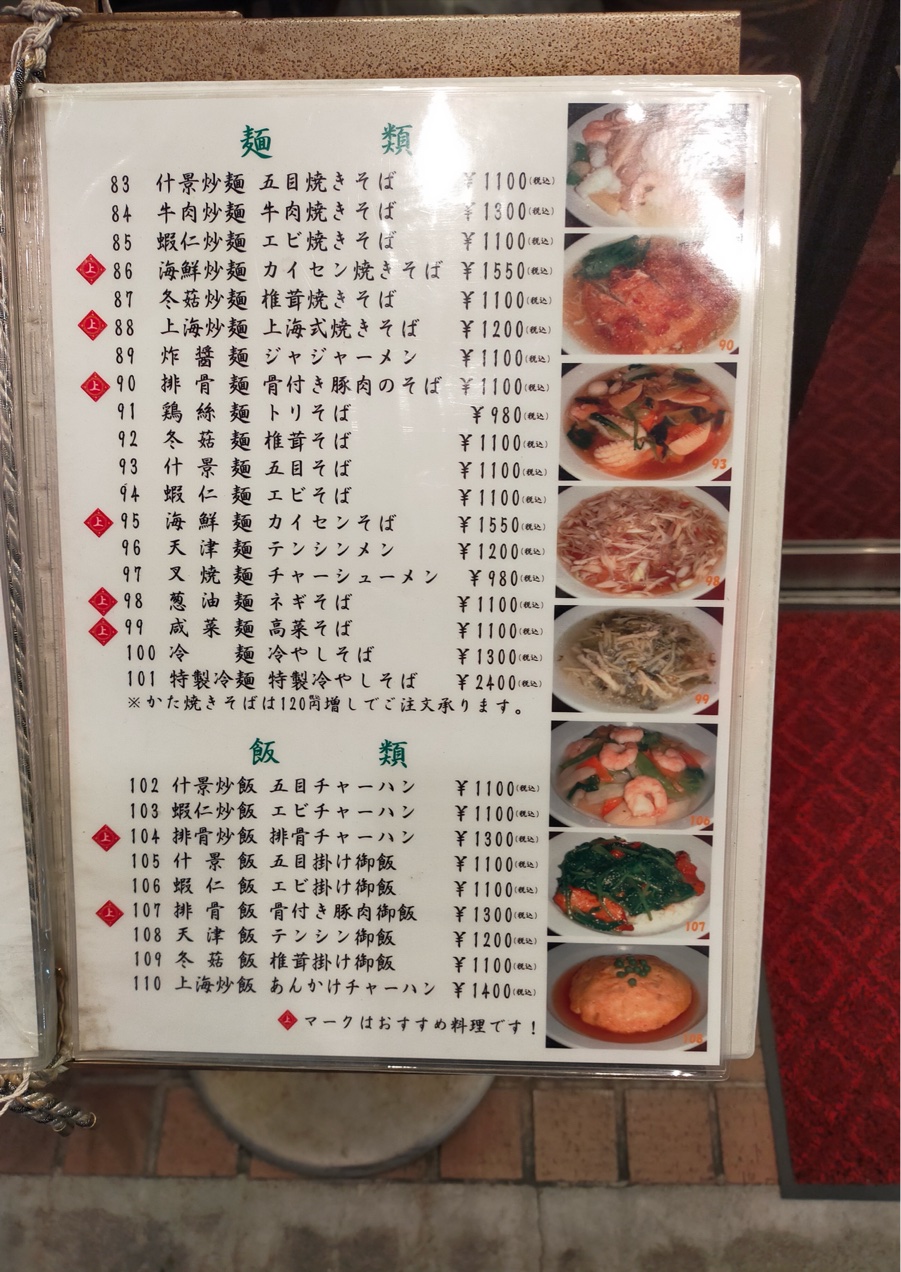 麺 類
83 什景炒麺 五目焼きそば ¥1100(税込)
84 牛肉炒麺 牛肉焼きそば ¥1300(税込)
85 蝦仁炒麺 エビ焼きそば ¥1100(税込)
上 86 海鮮炒麺 カイセン焼きそば ¥1550(税込)
87 冬菇炒麺 椎茸焼きそば ¥1100(税込)
上 88 上海炒麺 上海式焼きそば ¥1200(税込)
89 炸醤麺 ジャジャーメン ¥1100(税込)
上 90 排骨麺 骨付き豚肉のそば ¥1100(税込)
91 鶏絲麺 トリそば ¥980(税込)
92 冬菇麺 椎茸そば ¥1100(税込)
93 什景麺 五目そば ¥1100(税込)
94 蝦仁麺 エビそば ¥1100(税込)
上 95 海鮮麺 カイセンそば ¥1550(税込)
96 天津麺 テンシンメン ¥1200(税込)
97 叉焼麺 チャーシューメン ¥980(税込)
上 98 葱油麺 ネギそば ¥1100(税込)
上 99 咸菜麺 高菜そば ¥1100(税込)
100 冷麺 冷やしそば ¥1300(税込)
101 特製冷麺 特製冷やしそば ¥2400(税込)
※かた焼きそばは120円増しでご注文承ります。
飯 類
102 什景炒飯 五目チャーハン ¥1100(税込)
103 蝦仁炒飯 エビチャーハン ¥1100(税込)
上 104 排骨炒飯 排骨チャーハン ¥1300(税込)
105 什景飯 五目掛け御飯 ¥1100(税込)
106 蝦仁飯 エビ掛け御飯 ¥1100(税込)
上 107 排骨飯 骨付き豚肉御飯 ¥1300(税込)
108 天津飯 テンシン御飯 ¥1200(税込)
109 冬菇飯 椎茸掛け御飯 ¥1100(税込)
110 上海炒飯 あんかけチャーハン ¥1400(税込)
上 マークはおすすめ料理です!
90
93
98
99
106
107
108